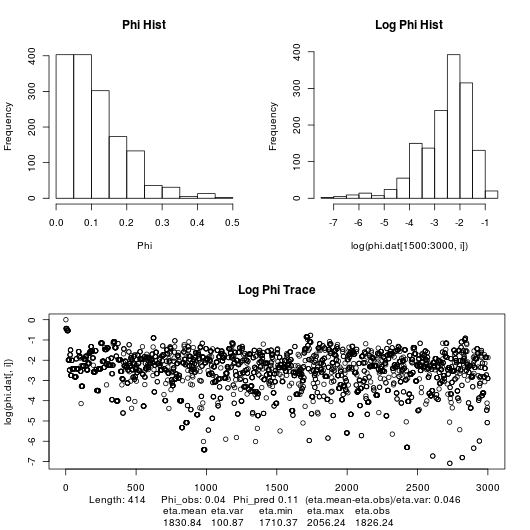 Phi Hist
Log Phi Hist
Frequency
0 100 200 300 400
0.0 0.1 0.2 0.3 0.4 0.5
Phi
Frequency
0 100 200 300 400
-7 -6 -5 -4 -3 -2 -1
log(phi.dat[1500:3000, i])
Log Phi Trace
log(phi.dat[, i])
0 -1 -2 -3 -4 -5 -6 -7
0 500 1000 1500 2000 2500 3000
Length: 414 Phi_obs: 0.04 Phi_pred 0.11 (eta.mean-eta.obs)/eta.var: 0.046
eta.mean eta.var eta.min eta.max eta.obs
1830.84 100.87 1710.37 2056.24 1826.24